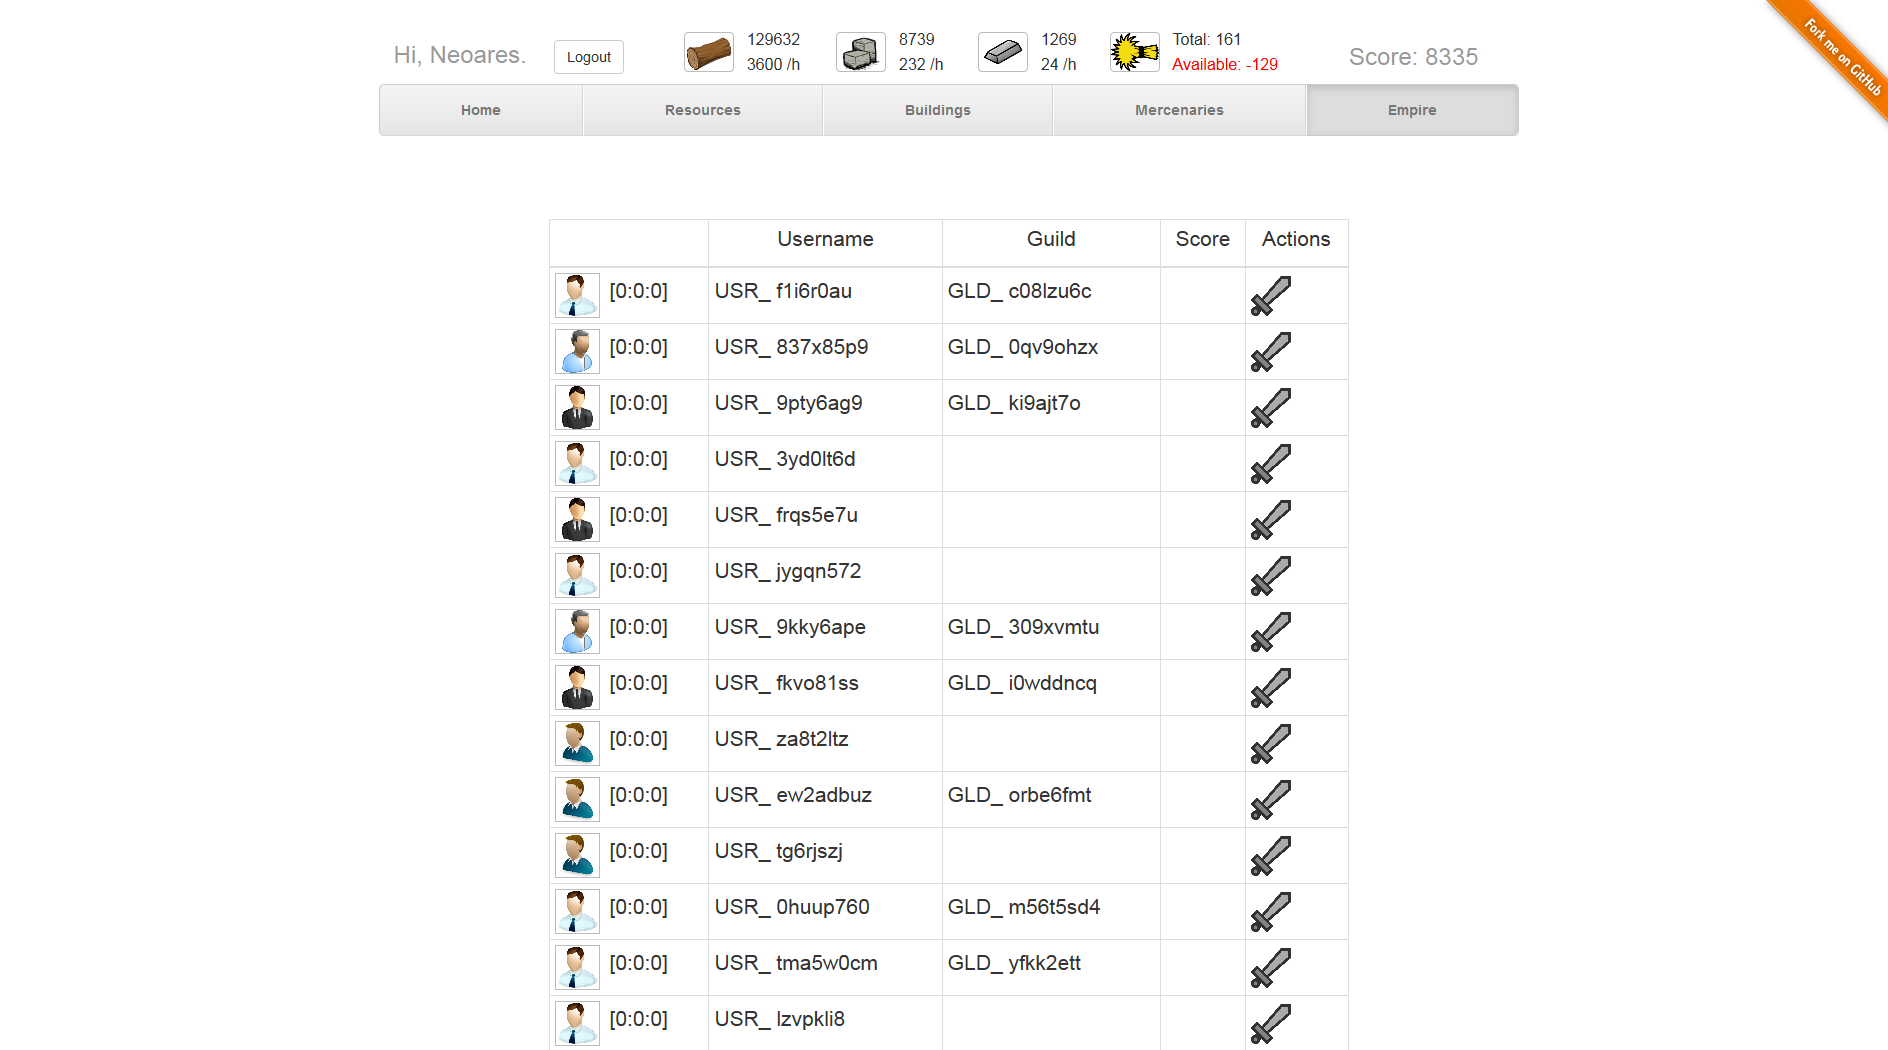 Hi, Neoares.
Logout
129632
3600 /h
8739
232 /h
1269
24 /h
Total: 161
Available: -129
Score: 8335
Fork me on GitHub
Home Resources Buildings Mercenaries Empire
Username Guild Score Actions
[0:0:0] USR_ f1i6r0au GLD_ c08lzu6c
[0:0:0] USR_ 837x85p9 GLD_ 0qv9ohzx
[0:0:0] USR_ 9pty6ag9 GLD_ ki9ajt7o
[0:0:0] USR_ 3yd0lt6d
[0:0:0] USR_ frqs5e7u
[0:0:0] USR_ jygqn572
[0:0:0] USR_ 9kky6ape GLD_ 309xvmtu
[0:0:0] USR_ fkvo81ss GLD_ i0wddncq
[0:0:0] USR_ za8t2ltz
[0:0:0] USR_ ew2adbuz GLD_ orbe6fmt
[0:0:0] USR_ tg6rjszj
[0:0:0] USR_ 0huup760 GLD_ m56t5sd4
[0:0:0] USR_ tma5w0cm GLD_ yfkk2ett
[0:0:0] USR_ lzvpkli8